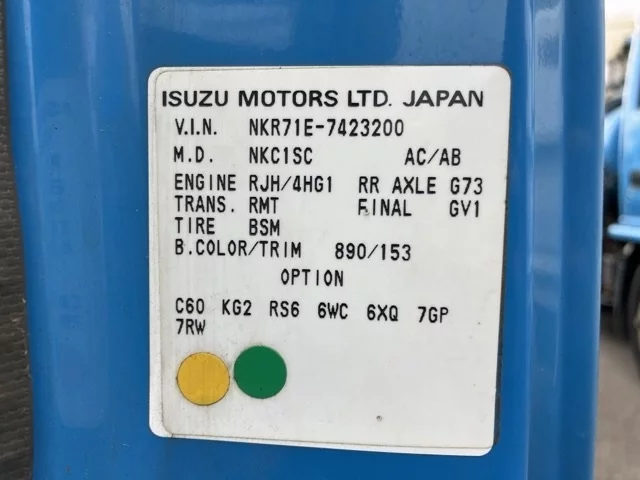 ISUZU MOTORS LTD. JAPAN
V.I.N. NKR71E-7423200
M.D. NKC1SC AC/AB
ENGINE RJH/4HG1 RR AXLE G73
TRANS. RMT FINAL GV1
TIRE BSM
B.COLOR/TRIM 890/153
OPTION
C60 KG2 RS6 6WC 6XQ 7GP
7RW